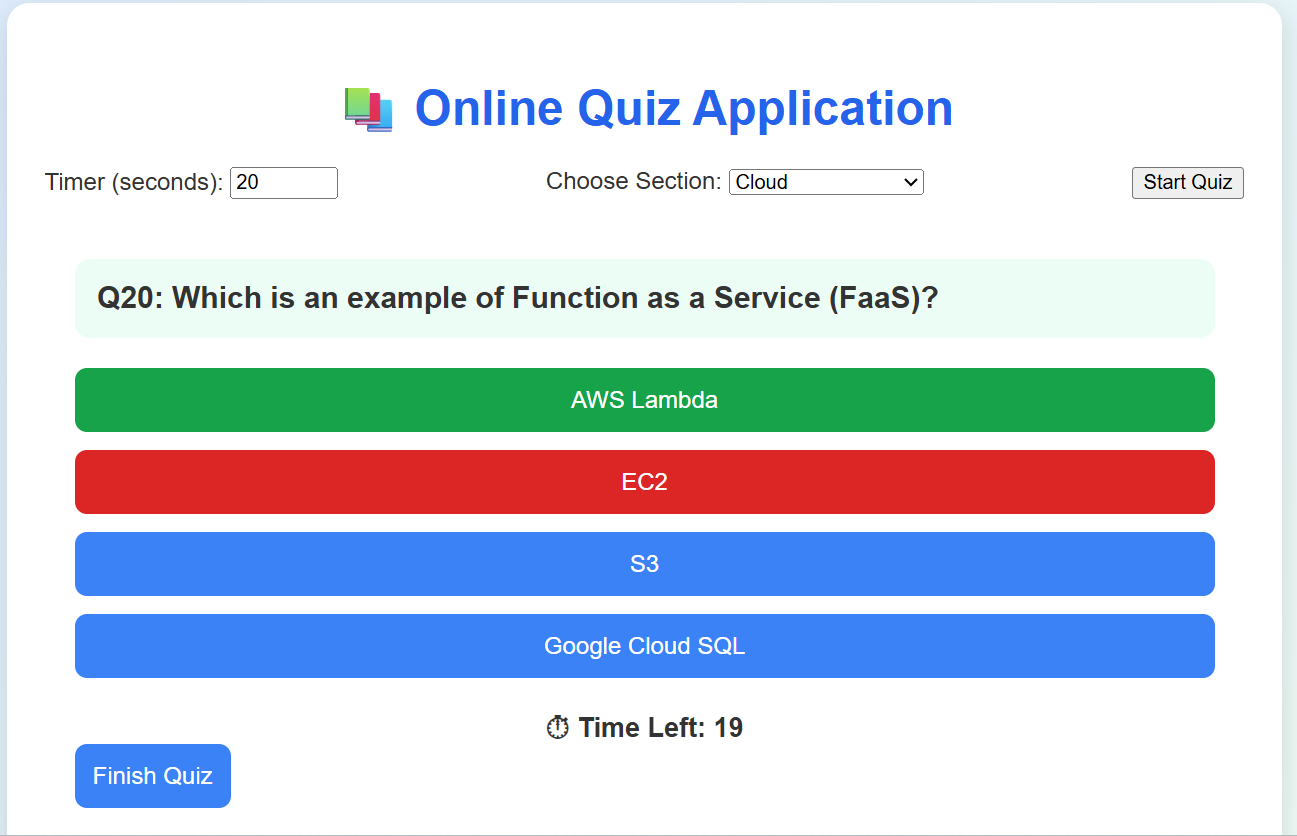 Online Quiz Application
Timer (seconds): 20
Choose Section: Cloud
Start Quiz
Q20: Which is an example of Function as a Service (FaaS)?
AWS Lambda
EC2
S3
Google Cloud SQL
Time Left: 19
Finish Quiz